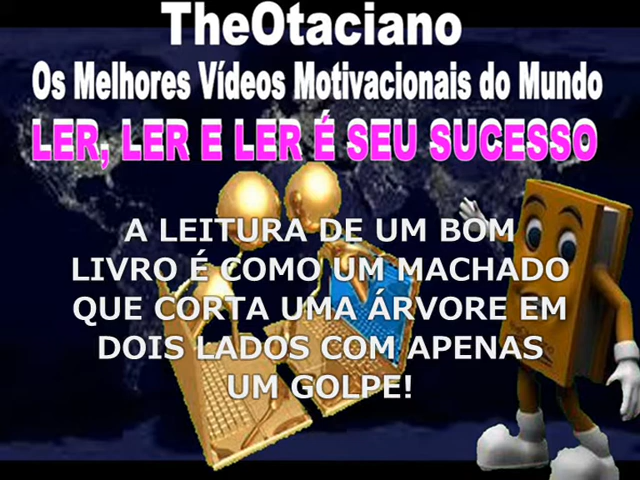 TheOtaciano
Os Melhores Vídeos Motivacionais do Mundo
LER, LER E LER É SEU SUCESSO
A LEITURA DE UM BOM
LIVRO É COMO UM MACHADO
QUE CORTA UMA ÁRVORE EM
DOIS LADOS COM APENAS
UM GOLPE!